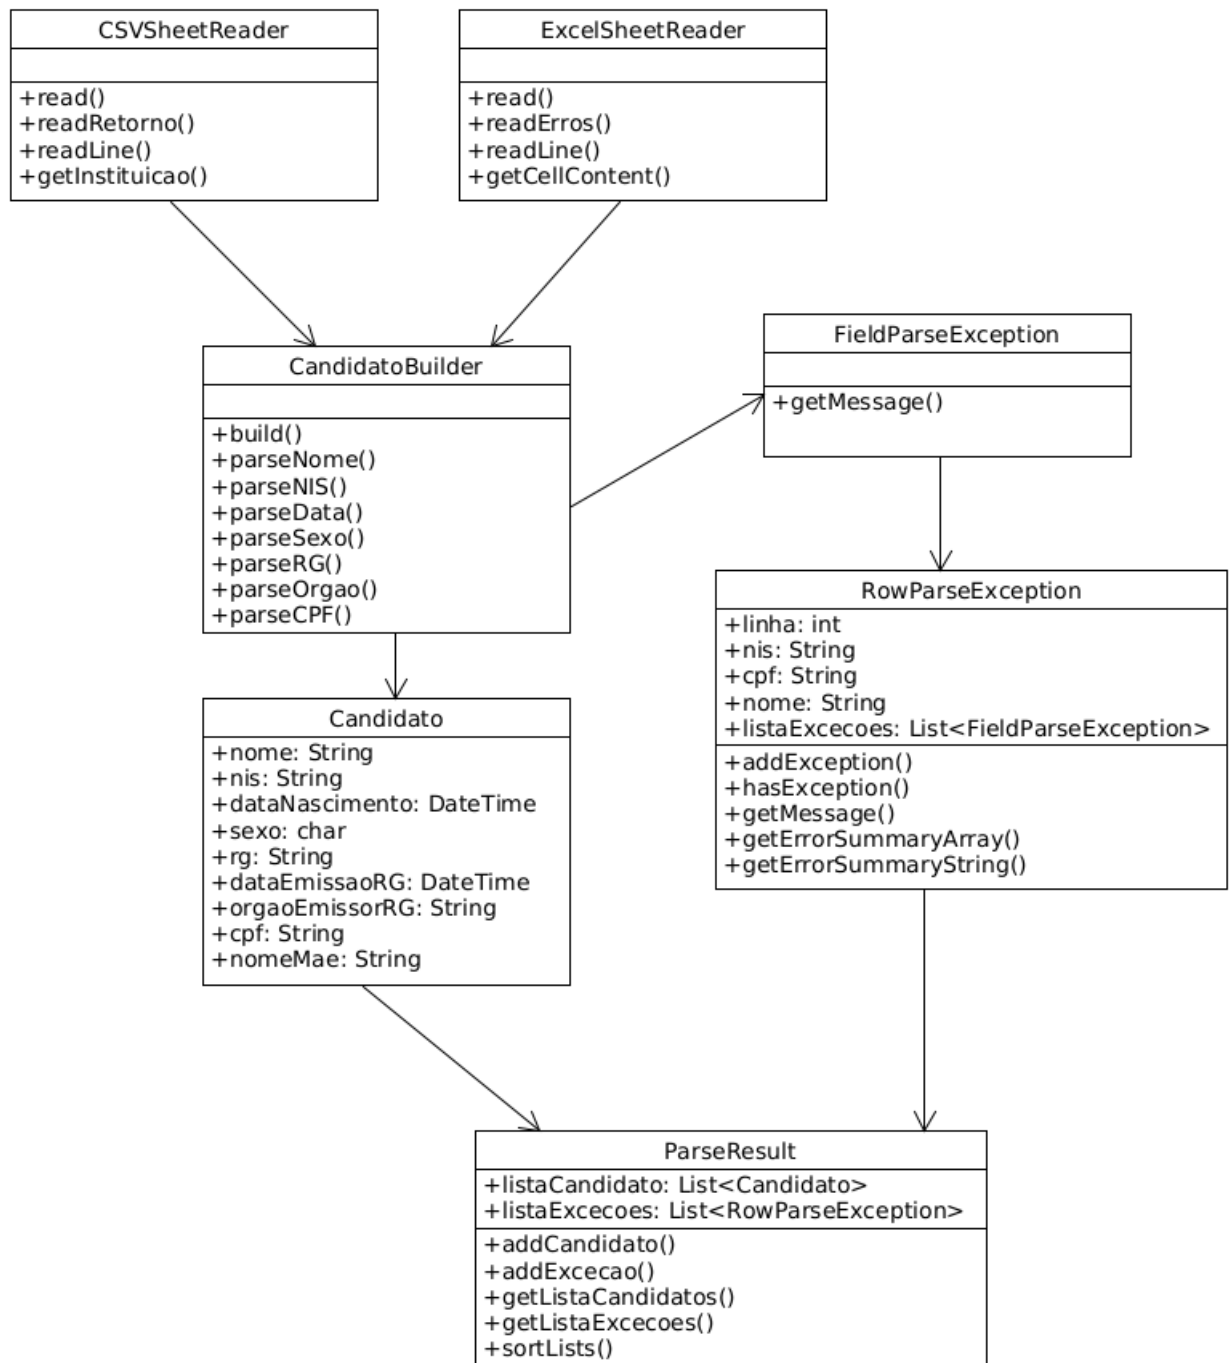 CSVSheetReader
+read()
+readRetorno()
+readLine()
+getInstituicao()
ExcelSheetReader
+read()
+readErros()
+readLine()
+getCellContent()
CandidatoBuilder
+build()
+parseNome()
+parseNIS()
+parseData()
+parseSexo()
+parseRG()
+parseOrgao()
+parseCPF()
FieldParseException
+getMessage()
RowParseException
+linha: int
+nis: String
+cpf: String
+nome: String
+listaExcecoes: List<FieldParseException>
+addException()
+hasException()
+getMessage()
+getErrorSummaryArray()
+getErrorSummaryString()
Candidato
+nome: String
+nis: String
+dataNascimento: DateTime
+sexo: char
+rg: String
+dataEmissaoRG: DateTime
+orgaoEmissorRG: String
+cpf: String
+nomeMae: String
ParseResult
+listaCandidato: List<Candidato>
+listaExcecoes: List<RowParseException>
+addCandidato()
+addExcecao()
+getListaCandidatos()
+getListaExcecoes()
+sortLists()